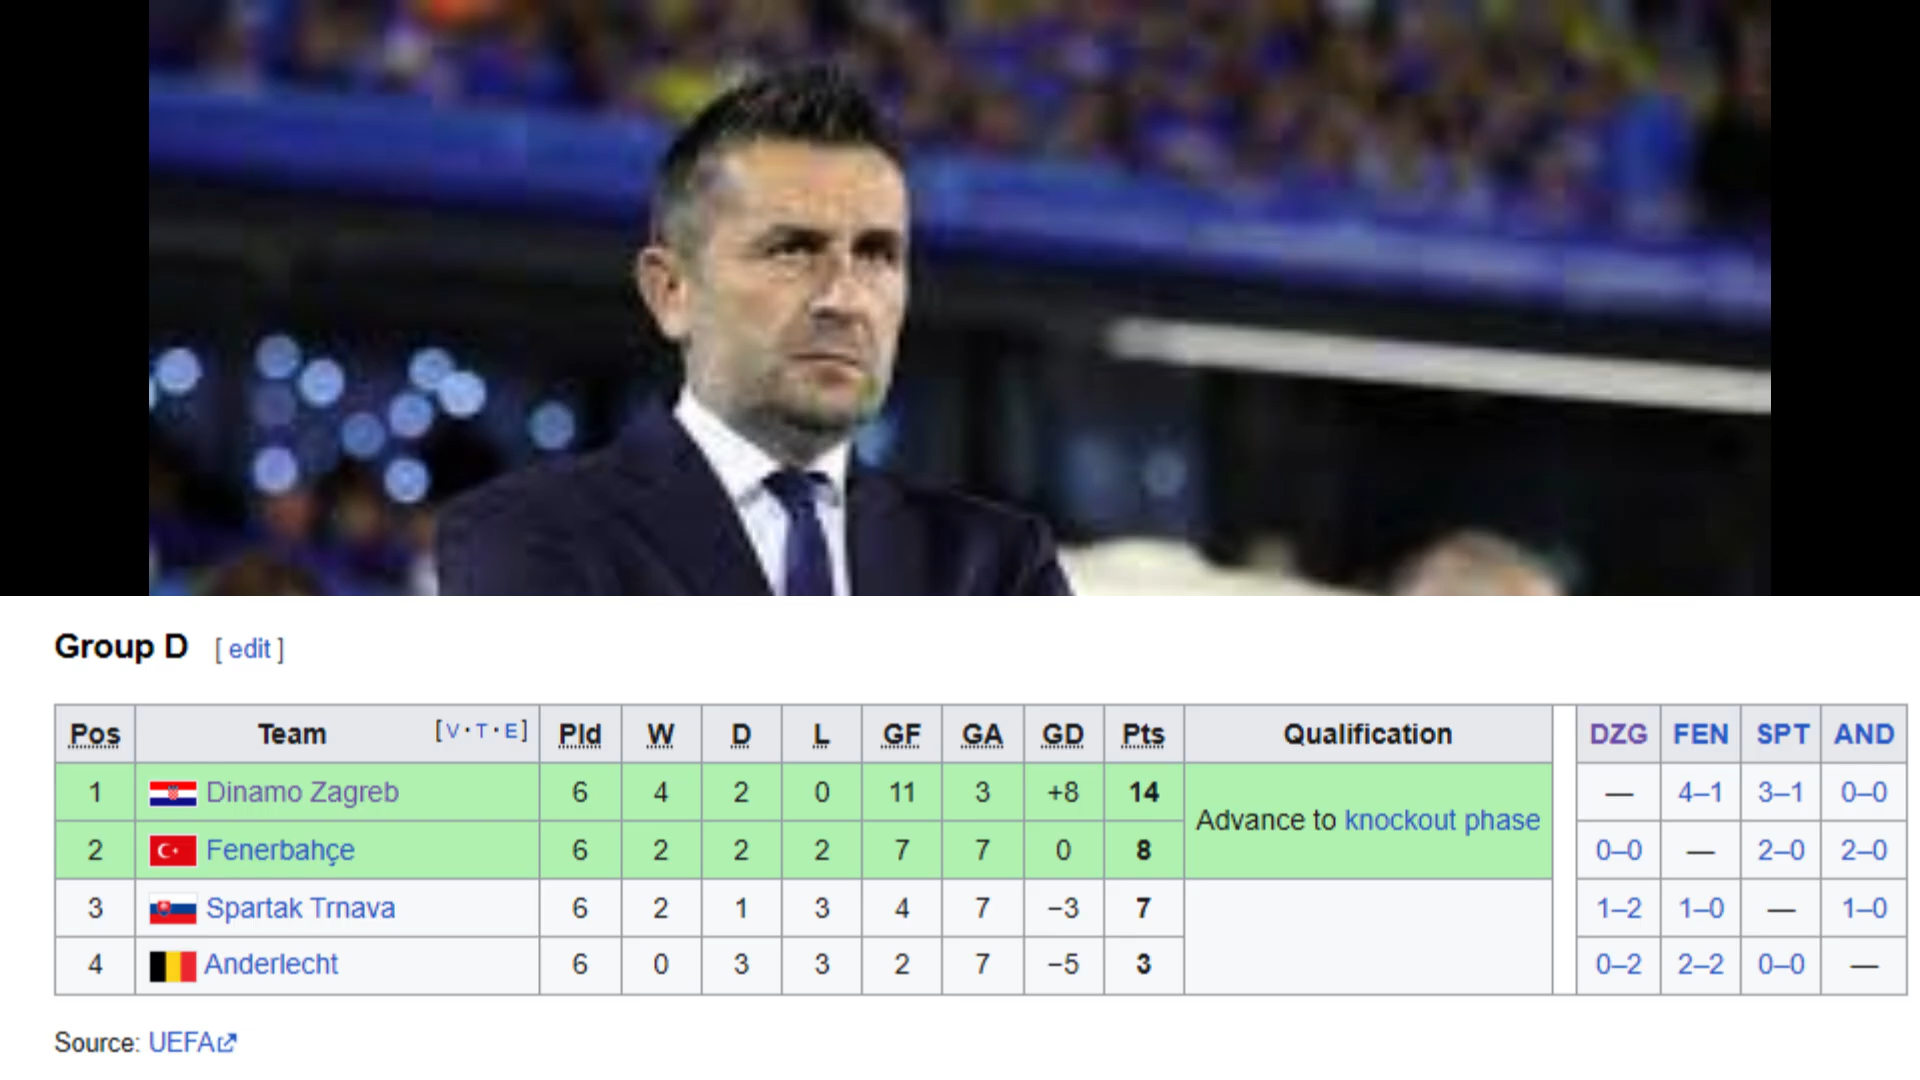 Group D [ edit ]
Pos Team [V·T·E] Pld W D L GF GA GD Pts Qualification DZG FEN SPT AND
1 Dinamo Zagreb 6 4 2 0 11 3 +8 14 Advance to knockout phase — 4–1 3–1 0–0
2 Fenerbahçe 6 2 2 2 7 7 0 8 0–0 — 2–0 2–0
3 Spartak Trnava 6 2 1 3 4 7 −3 7 1–2 1–0 — 1–0
4 Anderlecht 6 0 3 3 2 7 −5 3 0–2 2–2 0–0 —
Source: UEFA